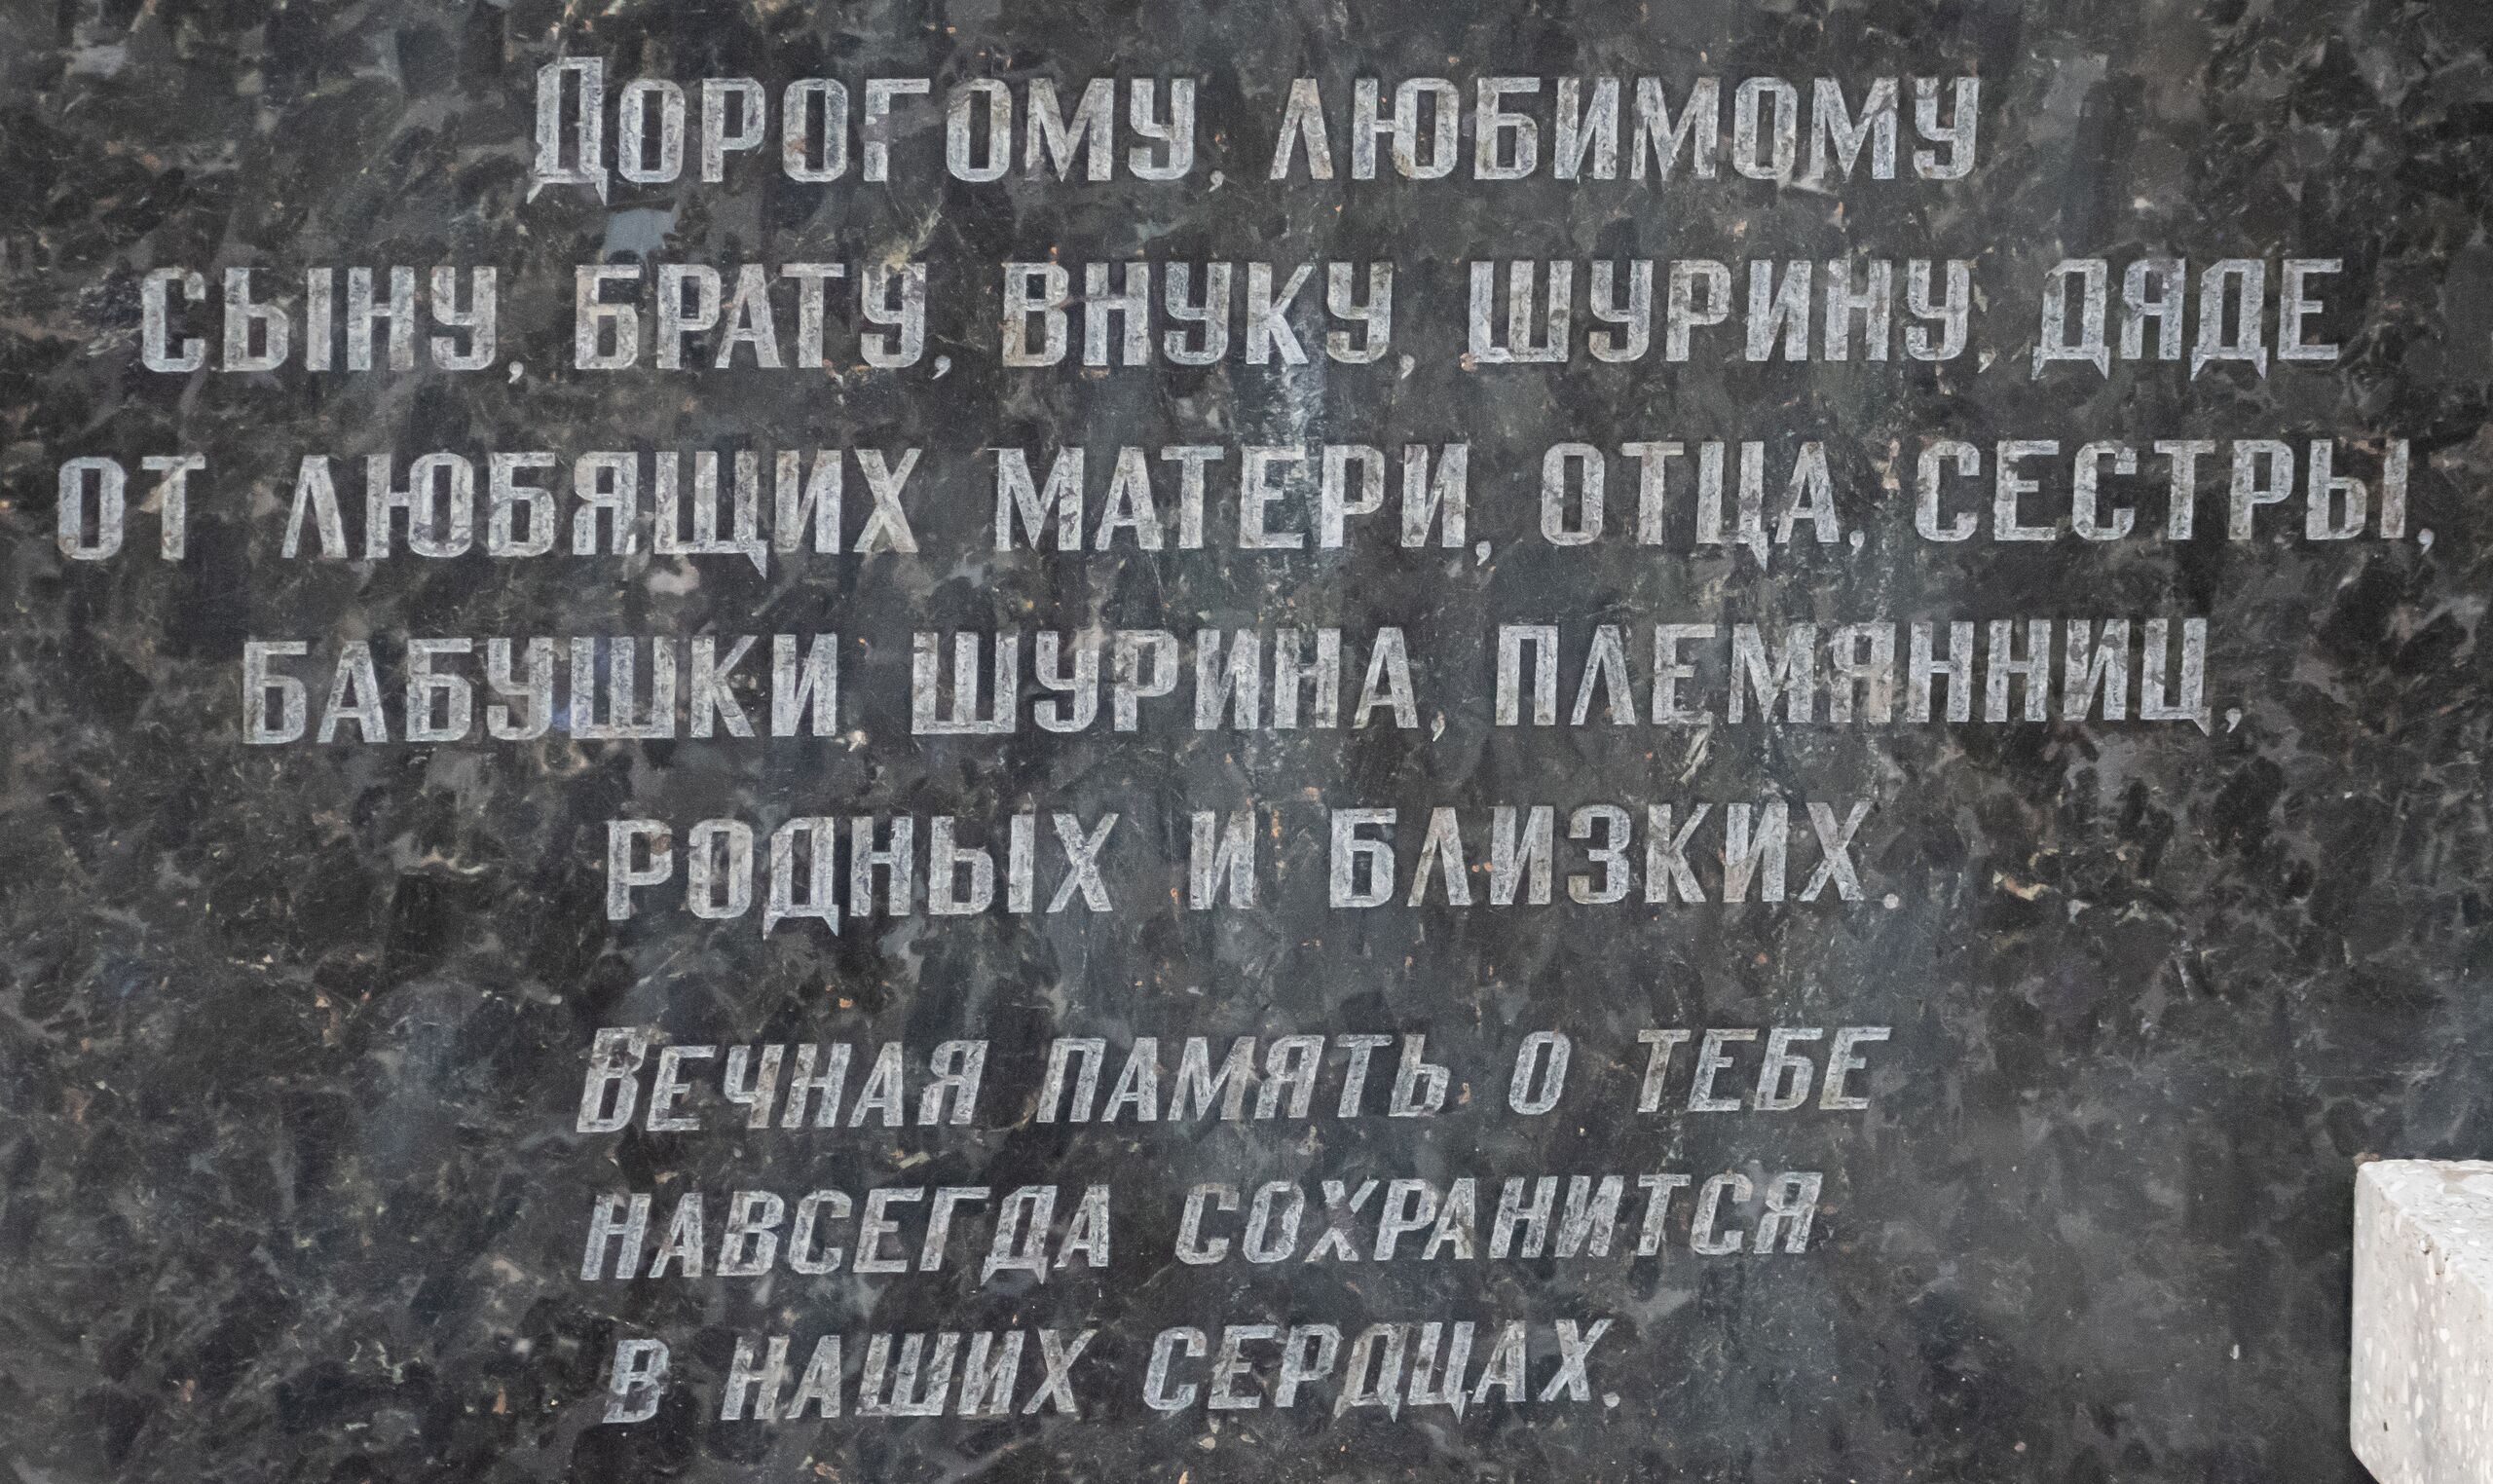 Дорогому, любимому
сыну, брату, внуку, шурину, дяде
от любящих матери, отца, сестры,
бабушки, шурина, племянниц,
родных и близких.
Вечная память о тебе
навсегда сохранится
в наших сердцах.